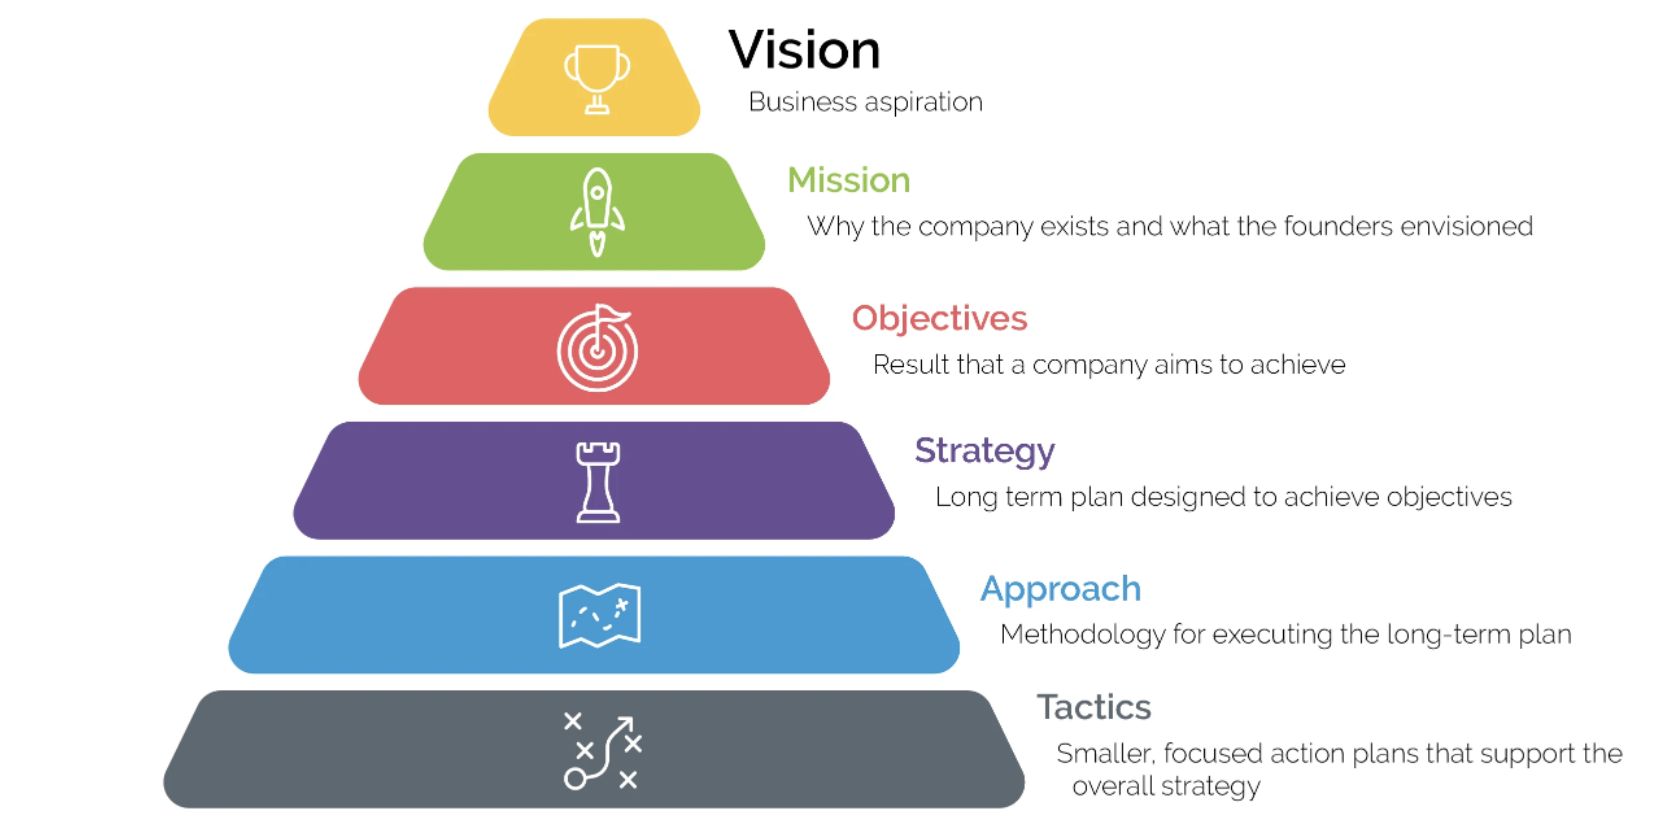 Vision
Business aspiration
Mission
Why the company exists and what the founders envisioned
Objectives
Result that a company aims to achieve
Strategy
Long term plan designed to achieve objectives
Approach
Methodology for executing the long-term plan
Tactics
Smaller, focused action plans that support the
overall strategy